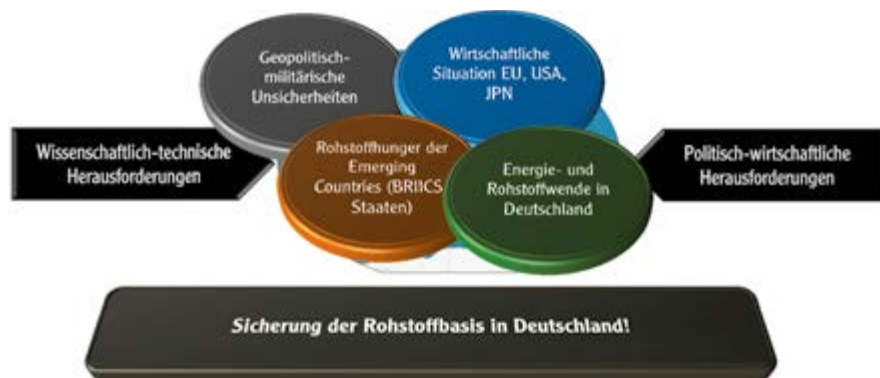 Geopolitisch-
militärische
Unsicherheiten
Wirtschaftliche
Situation EU, USA,
JPN
Wissenschaftlich-technische
Herausforderungen
Rohstoffhunger der
Emerging
Countries (BRIICS
Staaten)
Energie- und
Rohstoffwende in
Deutschland
Politisch-wirtschaftliche
Herausforderungen
Sicherung der Rohstoffbasis in Deutschland!